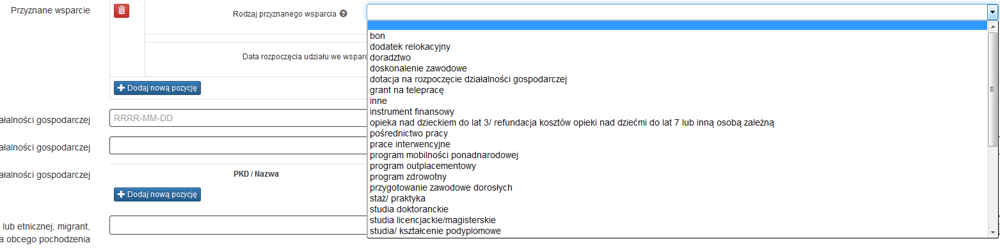 Przyznane wsparcie
Rodzaj przyznanego wsparcia
bon
dodatek relokacyjny
doradztwo
Data rozpoczęcia udziału we wsparc
doskonalenie zawodowe
dotacja na rozpoczęcie działalności gospodarczej
Dodaj nową pozycję
grant na telepracę
inne
instrument finansowy
ałalności gospodarczej
RRRR-MM-DD
opieka nad dzieckiem do lat 3/ refundacja kosztów opieki nad dziećmi do lat 7 lub inną osobą zależną
pośrednictwo pracy
prace interwencyjne
ałalności gospodarczej
program mobilności ponadnarodowej
program outplacementowy
ałalności gospodarczej
PKD / Nazwa
program zdrowotny
przygotowanie zawodowe dorosłych
Dodaj nową pozycję
staż/ praktyka
studia doktoranckie
studia licencjackie/magisterskie
lub etnicznej, migrant,
studia/ kształcenie podyplomowe
a obcego pochodzenia